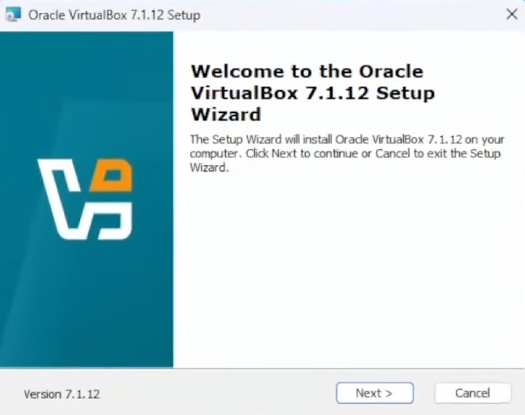 Oracle VirtualBox 7.1.12 Setup
Welcome to the Oracle
VirtualBox 7.1.12 Setup
Wizard
The Setup Wizard will install Oracle VirtualBox 7.1.12 on your
computer. Click Next to continue or Cancel to exit the Setup
Wizard.
Version 7.1.12
Next >
Cancel